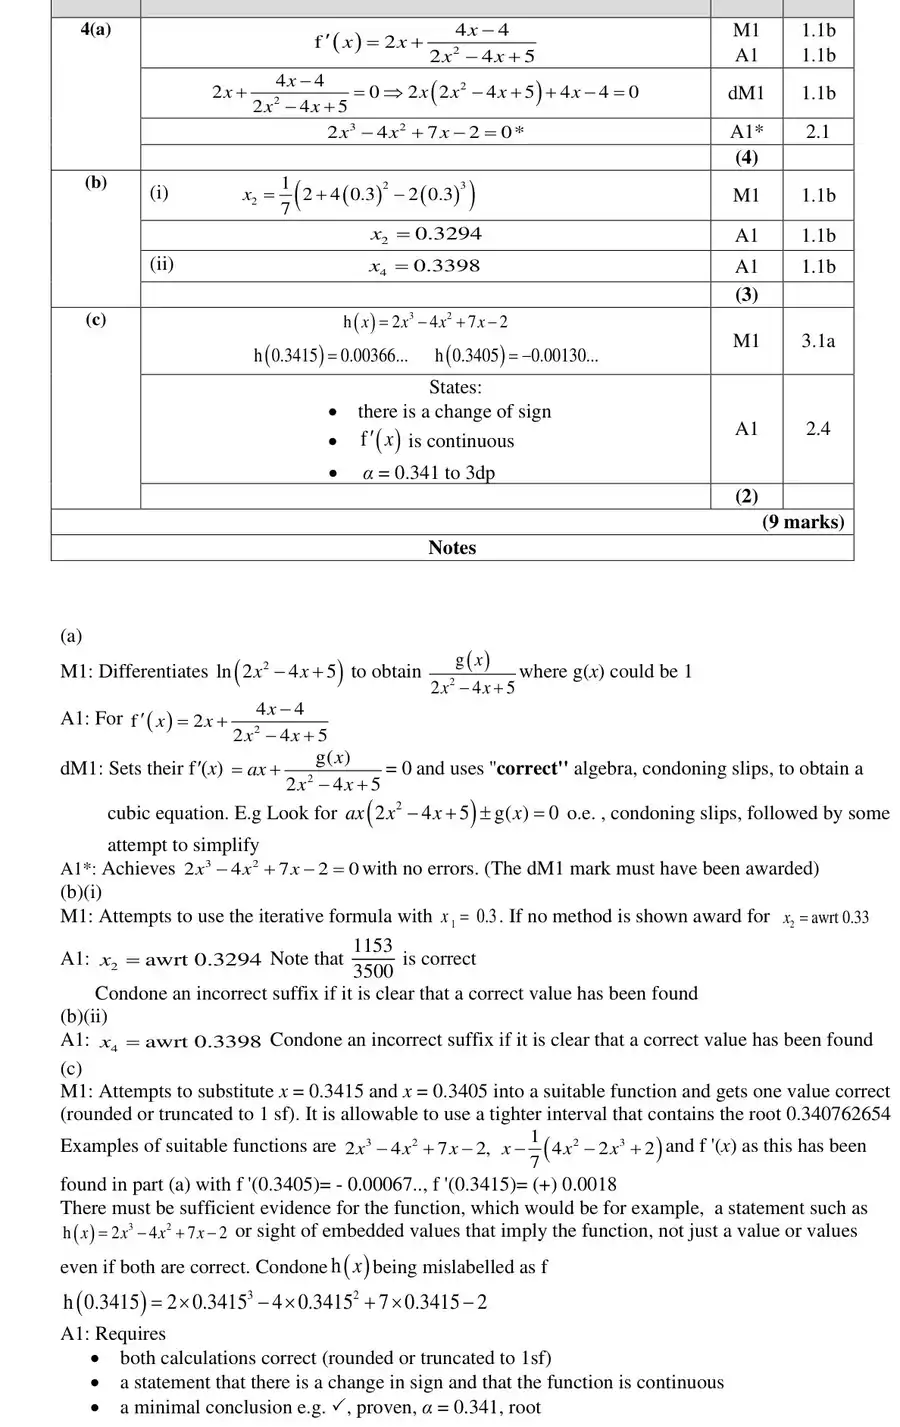 4(a) f ′(x) = 2x + (4x − 4)/(2x² − 4x + 5) M1 1.1b
A1 1.1b
2x + (4x − 4)/(2x² − 4x + 5) = 0 ⇒ 2x(2x² − 4x + 5) + 4x − 4 = 0 dM1 1.1b
2x³ − 4x² + 7x − 2 = 0* A1* 2.1
(4)
(b) (i) x₂ = 1/7(2 + 4(0.3)² − 2(0.3)³) M1 1.1b
x₂ = 0.3294 A1 1.1b
(ii) x₄ = 0.3398 A1 1.1b
(3)
(c) h(x) = 2x³ − 4x² + 7x − 2
h(0.3415) = 0.00366... h(0.3405) = −0.00130... M1 3.1a
States:
• there is a change of sign
• f ′(x) is continuous A1 2.4
• α = 0.341 to 3dp
(2)
(9 marks)
Notes
(a)
M1: Differentiates ln(2x² − 4x + 5) to obtain g(x)/(2x² − 4x + 5) where g(x) could be 1
A1: For f ′(x) = 2x + (4x − 4)/(2x² − 4x + 5)
dM1: Sets their f ′(x) = ax + g(x)/(2x² − 4x + 5) = 0 and uses "correct" algebra, condoning slips, to obtain a
cubic equation. E.g Look for ax(2x² − 4x + 5) ± g(x) = 0 o.e. , condoning slips, followed by some
attempt to simplify
A1*: Achieves 2x³ − 4x² + 7x − 2 = 0 with no errors. (The dM1 mark must have been awarded)
(b)(i)
M1: Attempts to use the iterative formula with x₁ = 0.3. If no method is shown award for x₂ = awrt 0.33
A1: x₂ = awrt 0.3294 Note that 1153/3500 is correct
Condone an incorrect suffix if it is clear that a correct value has been found
(b)(ii)
A1: x₄ = awrt 0.3398 Condone an incorrect suffix if it is clear that a correct value has been found
(c)
M1: Attempts to substitute x = 0.3415 and x = 0.3405 into a suitable function and gets one value correct
(rounded or truncated to 1 sf). It is allowable to use a tighter interval that contains the root 0.340762654
Examples of suitable functions are 2x³ − 4x² + 7x − 2, x − 1/7(4x² − 2x³ + 2) and f '(x) as this has been
found in part (a) with f '(0.3405)= - 0.00067.., f '(0.3415)= (+) 0.0018
There must be sufficient evidence for the function, which would be for example, a statement such as
h(x) = 2x³ − 4x² + 7x − 2 or sight of embedded values that imply the function, not just a value or values
even if both are correct. Condone h(x) being mislabelled as f
h(0.3415) = 2×0.3415³ − 4×0.3415² + 7×0.3415 − 2
A1: Requires
• both calculations correct (rounded or truncated to 1sf)
• a statement that there is a change in sign and that the function is continuous
• a minimal conclusion e.g. ✓, proven, α = 0.341, root